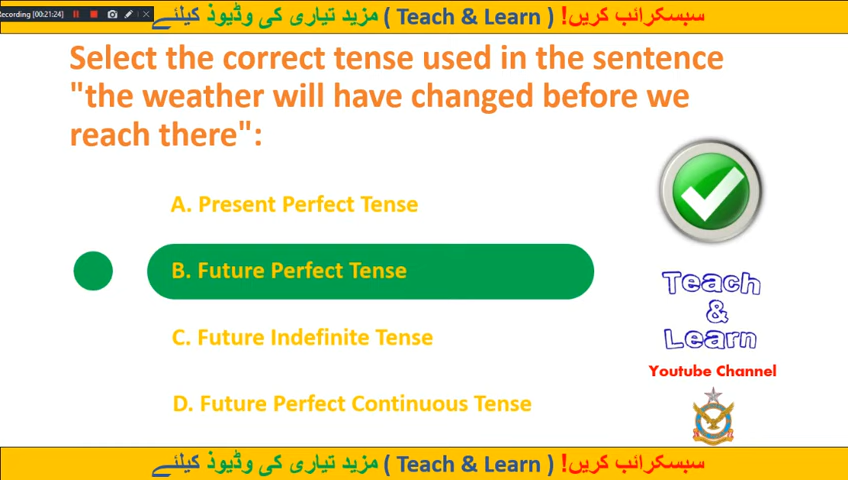 Recording [00:21:24]
سبسکرائب کریں! ( Teach & Learn ) مزید تیاری کی وڈیوذ کیلئے
Select the correct tense used in the sentence
"the weather will have changed before we
reach there":
A. Present Perfect Tense
B. Future Perfect Tense
C. Future Indefinite Tense
D. Future Perfect Continuous Tense
Teach
&
Learn
Youtube Channel
سبسکرائب کریں! ( Teach & Learn ) مزید تیاری کی وڈیوذ کیلئے